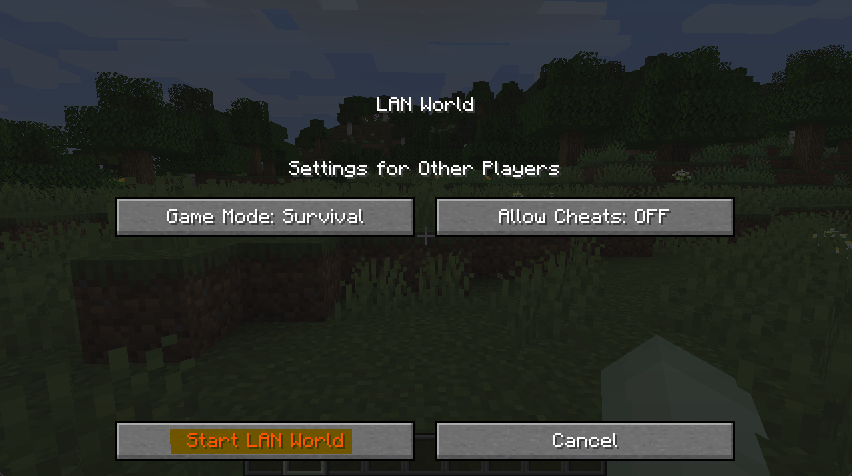 LAN World
Settings for Other Players
Game Mode: Survival
Allow Cheats: OFF
Start LAN World
Cancel